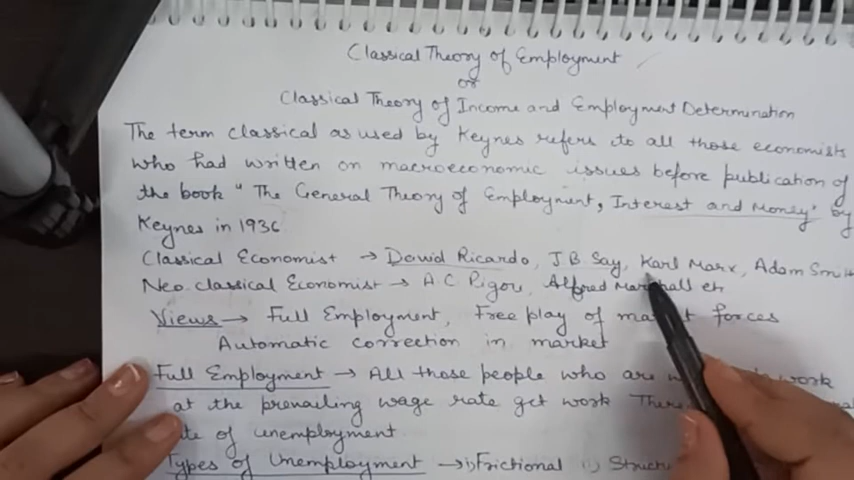 Classical Theory of Employment
or
Classical Theory of Income and Employment Determination
The term classical as used by Keynes refers to all those economists
who had written on macroeconomic issues before publication of
the book "The General Theory of Employment, Interest and Money" by
Keynes in 1936
Classical Economist → David Ricardo, J B Say, Karl Marx, Adam Smith
Neo classical Economist → A C Pigou, Alfred Marshall etc
Views → Full Employment, Free play of market forces
Automatic correction in market
Full Employment → All those people who are work
at the prevailing wage rate get work
of unemployment
Types of Unemployment → i) Frictional